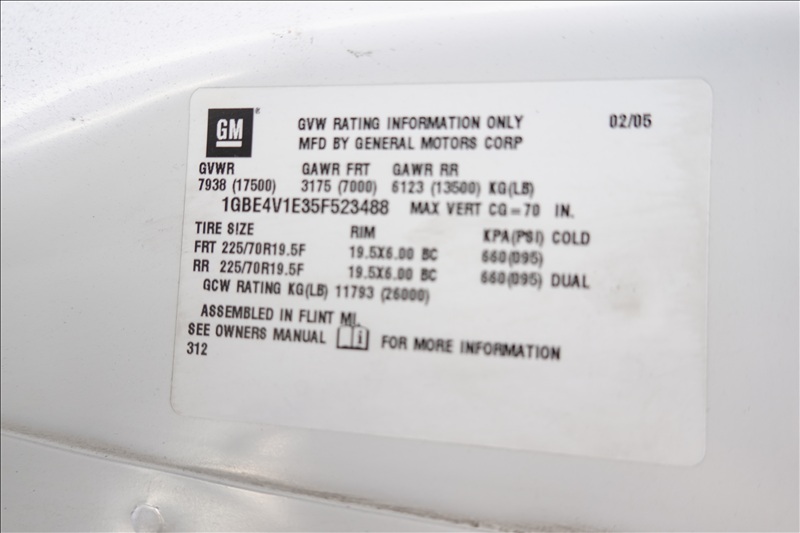 GM ® GVW RATING INFORMATION ONLY 02/05
MFD BY GENERAL MOTORS CORP
GVWR GAWR FRT GAWR RR
7938 (17500) 3175 (7000) 6123 (13500) KG(LB)
1GBE4V1E35F523488 MAX VERT CG=70 IN.
TIRE SIZE RIM KPA(PSI) COLD
FRT 225/70R19.5F 19.5X6.00 BC 660(095)
RR 225/70R19.5F 19.5X6.00 BC 660(095) DUAL
GCW RATING KG(LB) 11793 (26000)
ASSEMBLED IN FLINT MI.
SEE OWNERS MANUAL i FOR MORE INFORMATION
312